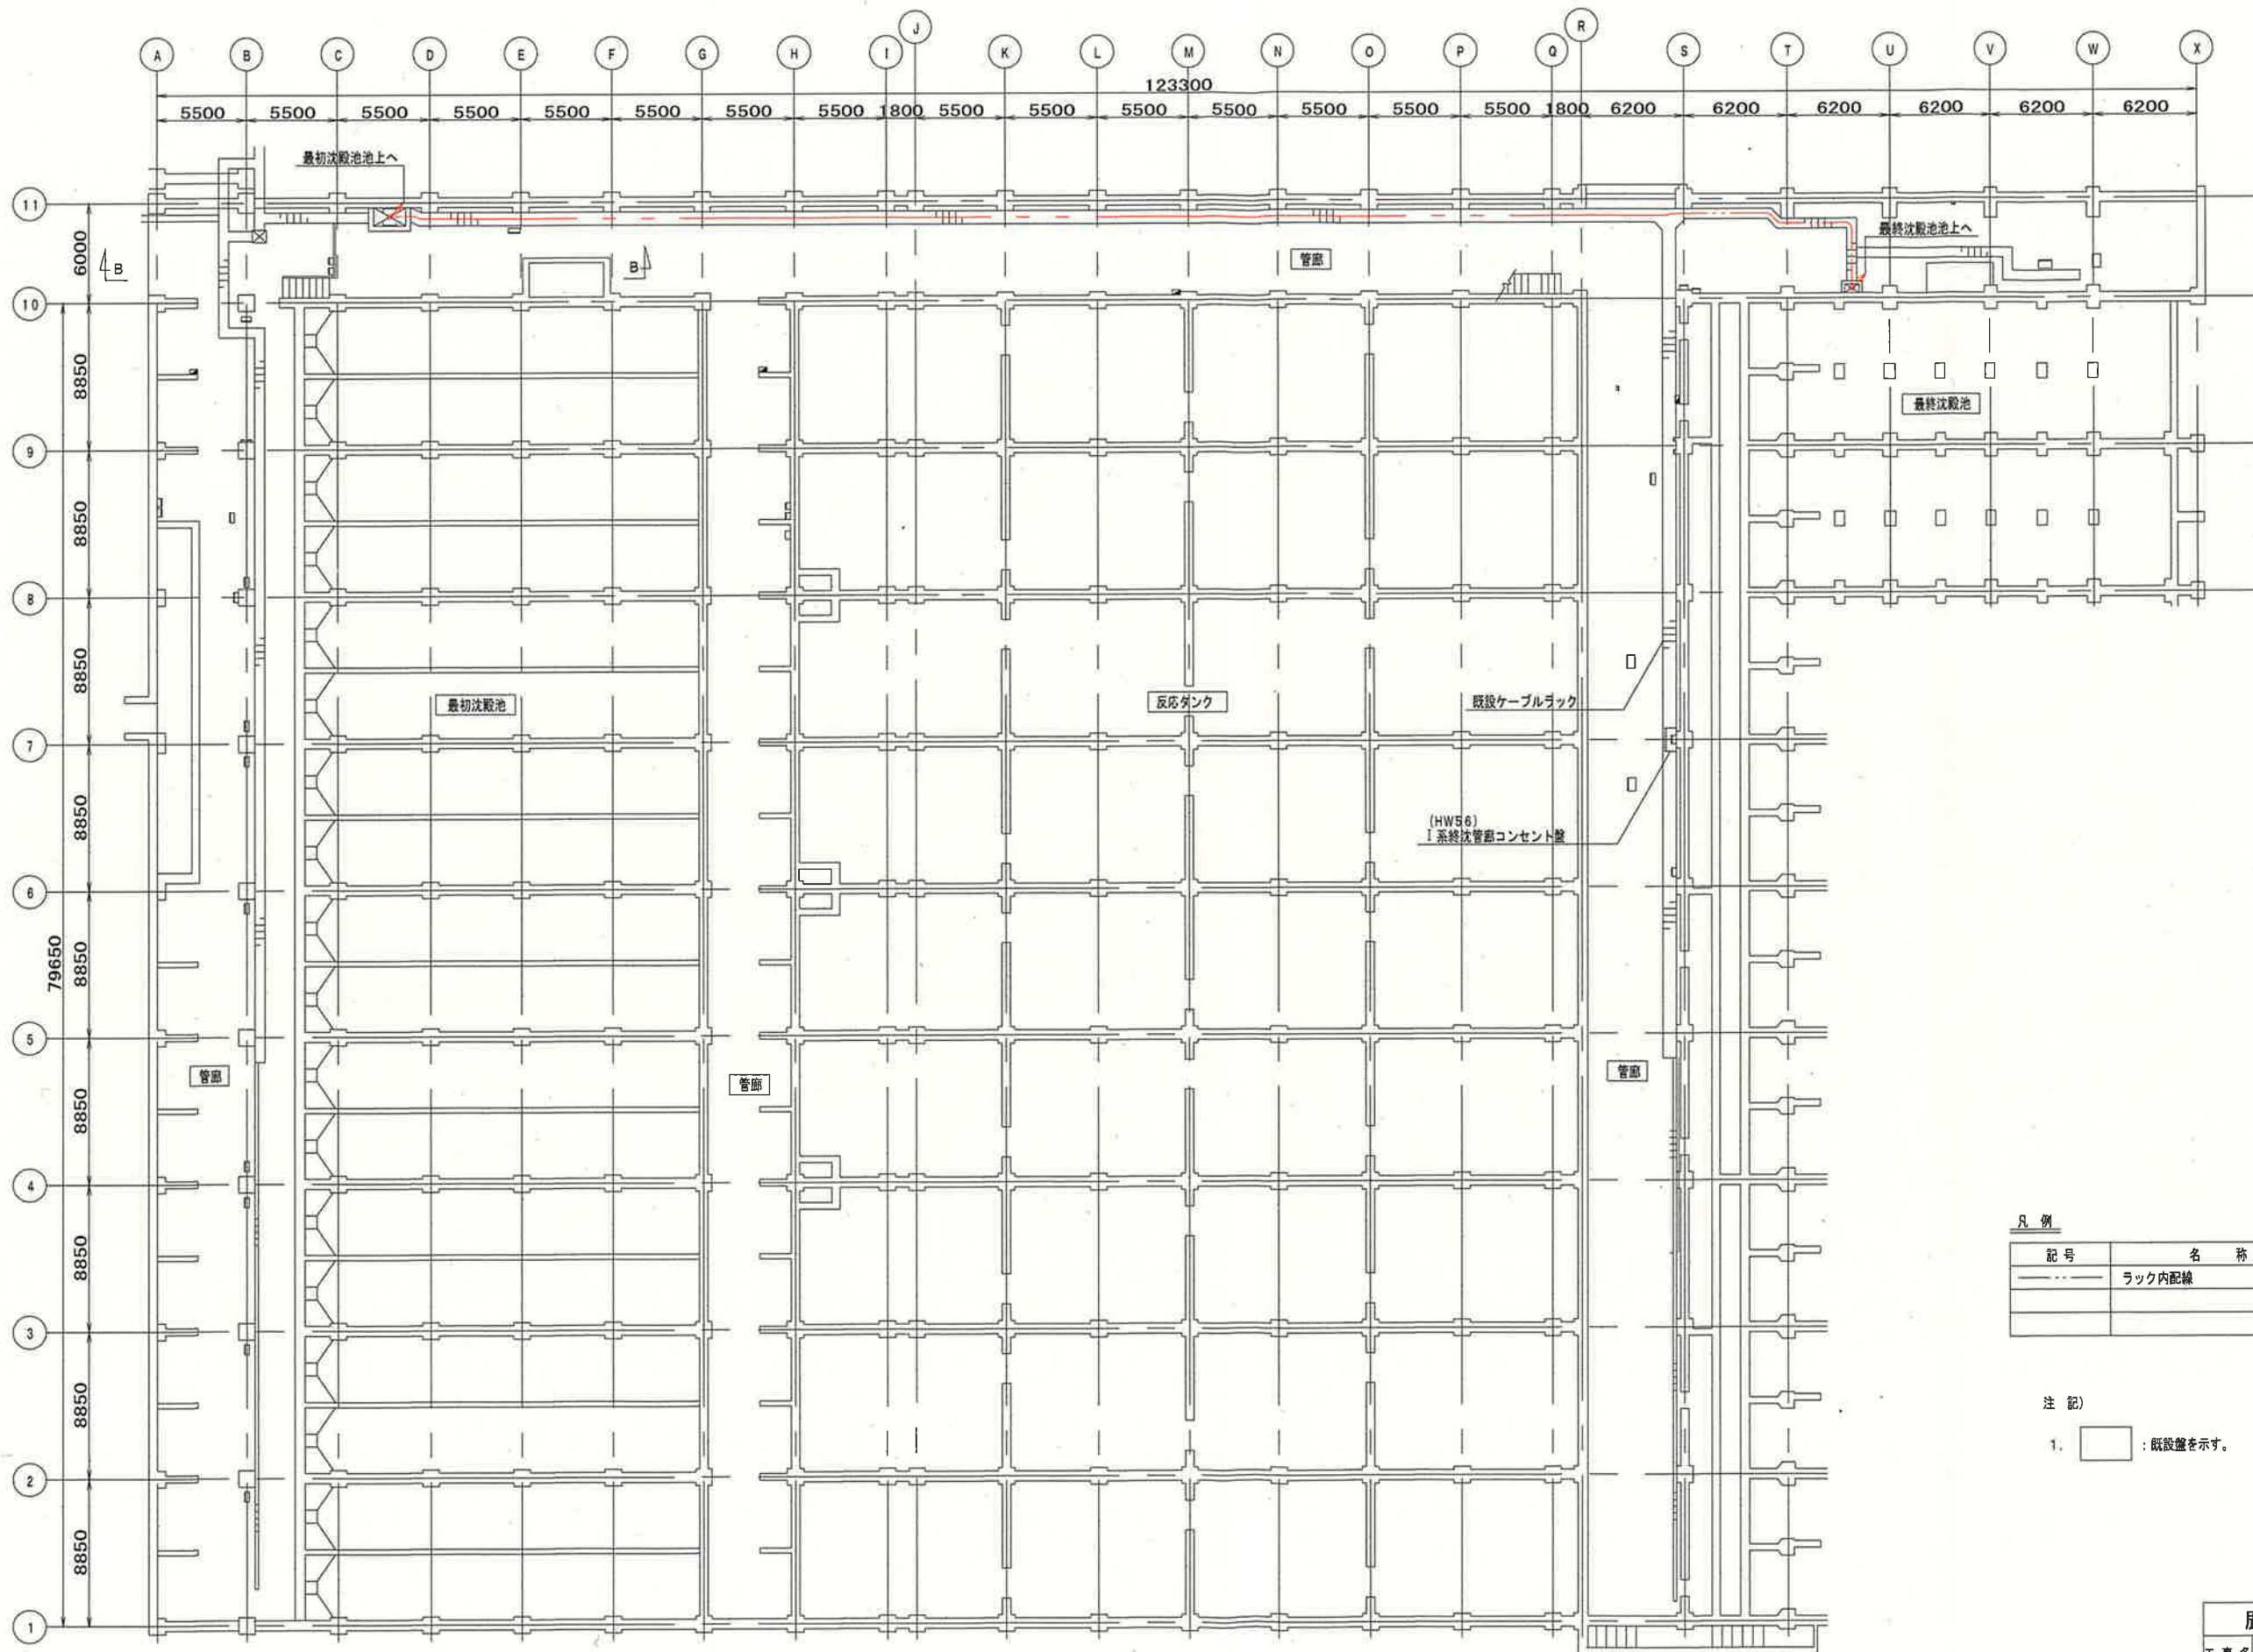 A B C D E F G H I J K L M N O P Q R S T U V W X
123300
5500 5500 5500 5500 5500 5500 5500 5500 1800 5500 5500 5500 5500 5500 5500 5500 1800 6200 6200 6200 6200 6200 6200
最初沈殿池池上へ
11
6000
B
B
管廊
最終沈殿池池上へ
10
8850
最終沈殿池
9
8850
8
8850
最初沈殿池
反応タンク
既設ケーブルラック
7
8850
(HW56)
Ⅰ系終沈管廊コンセント盤
6
79650
8850
5
管廊
管廊
管廊
8850
4
8850
凡 例
記 号 名 称
ラック内配線
3
8850
注 記)
1. : 既設盤を示す。
2
8850
1
工 事 名